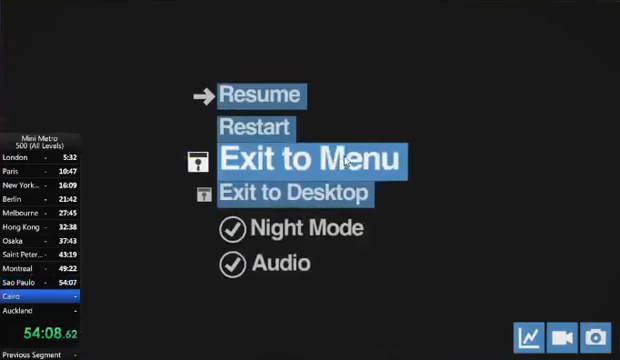 Resume
Restart
Exit to Menu
Exit to Desktop
Night Mode
Audio
Mini Metro
500 (All Levels)
London - 5:32
Paris - 10:47
New York... - 16:09
Berlin - 21:42
Melbourne - 27:45
Hong Kong - 32:38
Osaka - 37:43
Saint Peter... - 43:19
Montreal - 49:22
Sao Paulo - 54:07
Cairo -
Auckland -
54:08.62
Previous Segment -